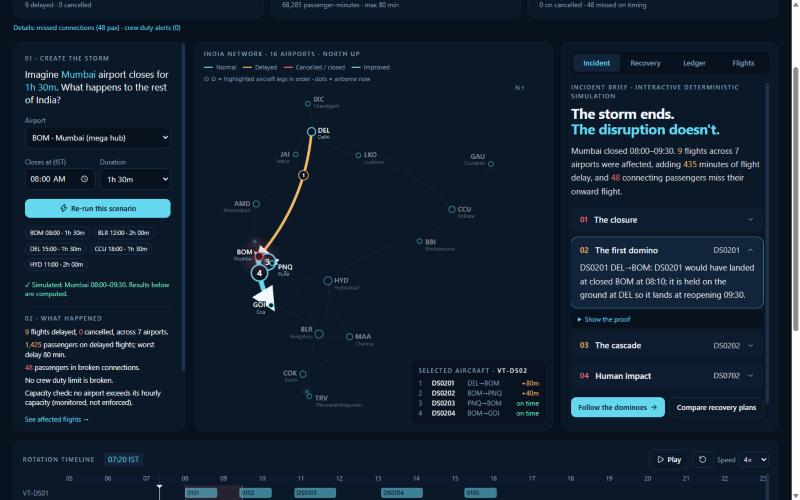 9 delayed · 0 cancelled
68,285 passenger-minutes · max 80 min
0 on cancelled · 48 missed on timing
Details: missed connections (48 pax) · crew duty alerts (0)
01 · CREATE THE STORM
Imagine Mumbai airport closes for
1h 30m. What happens to the rest
of India?
Airport
BOM · Mumbai (mega hub)
Closes at (IST)
Duration
08:00 AM
1h 30m
Re-run this scenario
BOM 08:00 · 1h 30m
BLR 12:00 · 2h 00m
DEL 15:00 · 1h 30m
CCU 18:00 · 1h 30m
HYD 11:00 · 2h 00m
✓ Simulated: Mumbai 08:00–09:30. Results below
are computed.
02 · WHAT HAPPENED
9 flights delayed, 0 cancelled, across 7 airports.
1,425 passengers on delayed flights; worst
delay 80 min.
48 passengers in broken connections.
No crew duty limit is broken.
Capacity check: no airport exceeds its hourly
capacity (monitored, not enforced).
See affected flights →
INDIA NETWORK · 16 AIRPORTS · NORTH UP
Normal
Delayed
Cancelled / closed
Improved
= highlighted aircraft legs in order · dots = airborne now
IXC
Chandigarh
DEL
Delhi
JAI
Jaipur
LKO
Lucknow
GAU
Guwahati
1
AMD
Ahmedabad
CCU
Kolkata
BBI
Bhubaneswar
BOM
Mumbai
3
4
PNQ
Pune
HYD
Hyderabad
GOI
Goa
BLR
Bengaluru
MAA
Chennai
COK
Kochi
TRV
Thiruvananthapuram
SELECTED AIRCRAFT · VT-DS02
1 DS0201 DEL→BOM +80m
2 DS0202 BOM→PNQ +40m
3 DS0203 PNQ→BOM on time
4 DS0204 BOM→GOI on time
Incident
Recovery
Ledger
Flights
INCIDENT BRIEF · INTERACTIVE DETERMINISTIC
SIMULATION
The storm ends.
The disruption doesn't.
Mumbai closed 08:00–09:30. 9 flights across 7
airports were affected, adding 435 minutes of flight
delay, and 48 connecting passengers miss their
onward flight.
01 The closure
02 The first domino DS0201
DS0201 DEL→BOM: DS0201 would have landed
at closed BOM at 08:10; it is held on the
ground at DEL so it lands at reopening 09:30.
▶ Show the proof
03 The cascade DS0202
04 Human impact DS0702
Follow the dominoes →
Compare recovery plans
ROTATION TIMELINE
07:20 IST
Play
Speed
4×
05 06 07 08 09 10 11 12 13 14 15 16 17 18 19 20 21 22 23
VT-DS01
0101
0102
DS0103
DS0104
0105